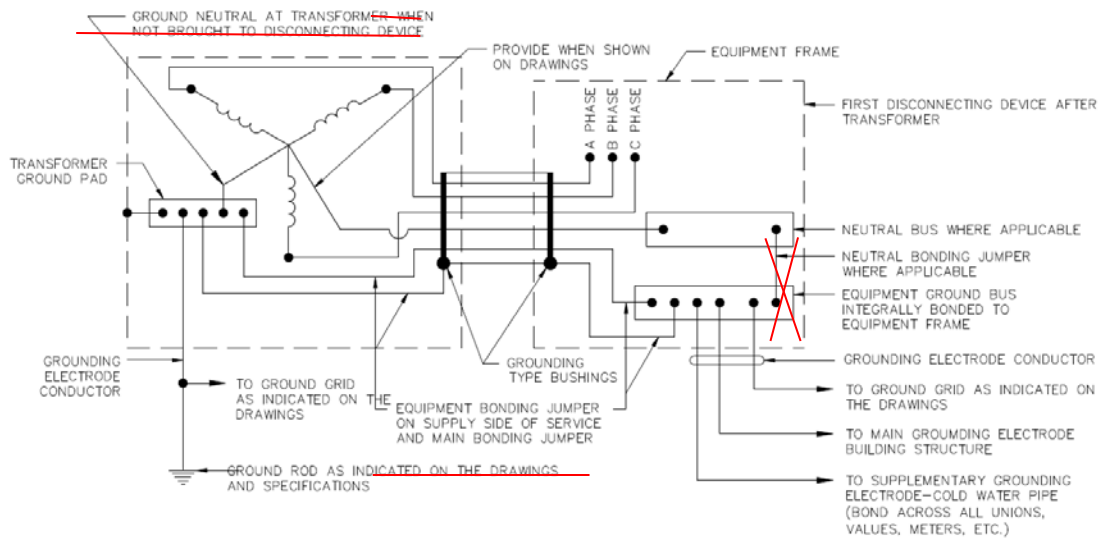 GROUND NEUTRAL AT TRANSFORMER WHEN
NOT BROUGHT TO DISCONNECTING DEVICE
PROVIDE WHEN SHOWN
ON DRAWINGS
EQUIPMENT FRAME
A PHASE
B PHASE
C PHASE
FIRST DISCONNECTING DEVICE AFTER
TRANSFORMER
TRANSFORMER
GROUND PAD
NEUTRAL BUS WHERE APPLICABLE
NEUTRAL BONDING JUMPER
WHERE APPLICABLE
EQUIPMENT GROUND BUS
INTEGRALLY BONDED TO
EQUIPMENT FRAME
GROUNDING
ELECTRODE
CONDUCTOR
TO GROUND GRID
AS INDICATED ON THE
DRAWINGS
GROUNDING
TYPE BUSHINGS
EQUIPMENT BONDING JUMPER
ON SUPPLY SIDE OF SERVICE
AND MAIN BONDING JUMPER
GROUNDING ELECTRODE CONDUCTOR
TO GROUND GRID AS INDICATED ON
THE DRAWINGS
TO MAIN GROUMDING ELECTRODE
BUILDING STRUCTURE
GROUND ROD AS INDICATED ON THE DRAWINGS
AND SPECIFICATIONS
TO SUPPLEMENTARY GROUNDING
ELECTRODE-COLD WATER PIPE
(BOND ACROSS ALL UNIONS,
VALUES, METERS, ETC.)